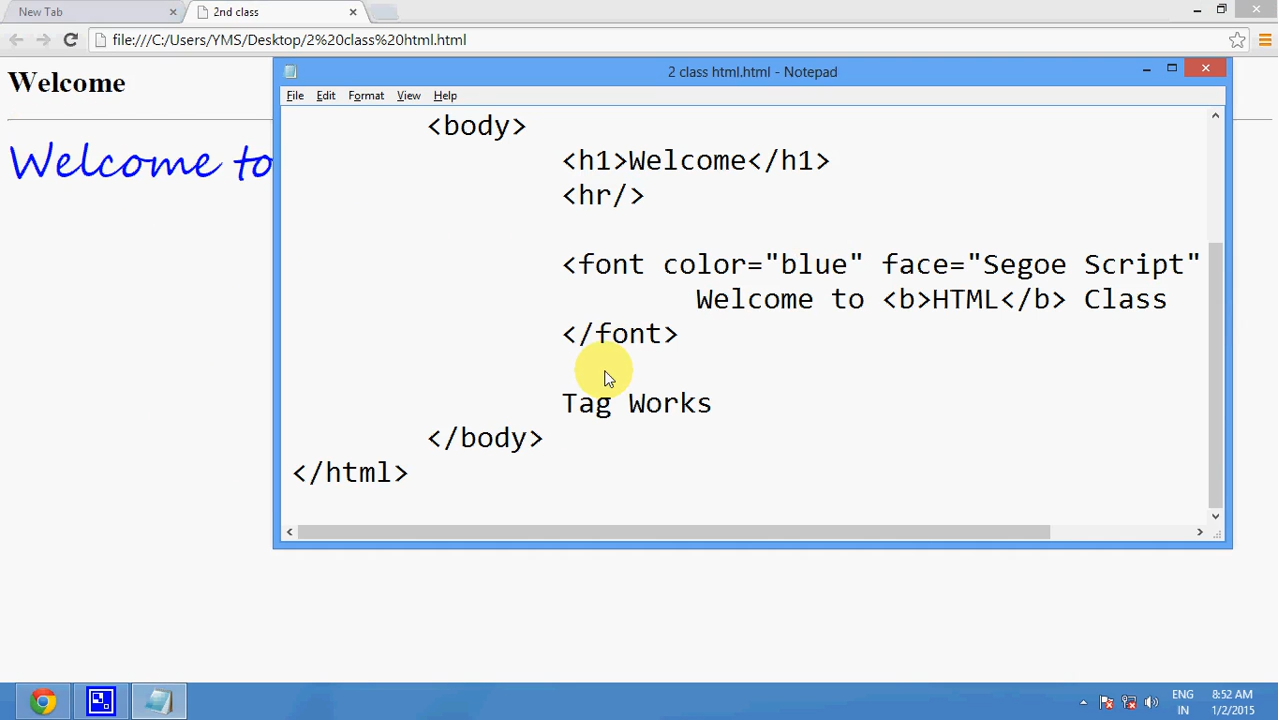 New Tab
2nd class
file:///C:/Users/YMS/Desktop/2%20class%20html.html
Welcome
Welcome to
2 class html.html - Notepad
File Edit Format View Help
<body>
<h1>Welcome</h1>
<hr/>
<font color="blue" face="Segoe Script"
Welcome to <b>HTML</b> Class
</font>
Tag Works
</body>
</html>
ENG
IN
8:52 AM
1/2/2015